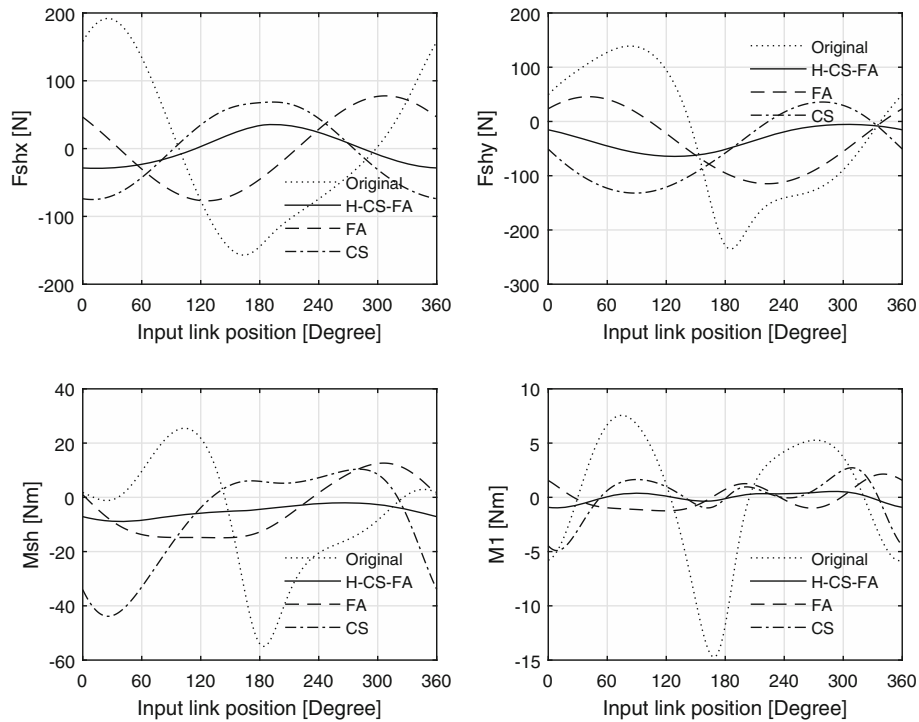 200
100
0
-100
-200
Fshx [N]
Original
H-CS-FA
FA
CS
0 60 120 180 240 300 360
Input link position [Degree]
200
100
0
-100
-200
-300
Fshy [N]
Original
H-CS-FA
FA
CS
0 60 120 180 240 300 360
Input link position [Degree]
40
20
0
-20
-40
-60
Msh [Nm]
Original
H-CS-FA
FA
CS
0 60 120 180 240 300 360
Input link position [Degree]
10
5
0
-5
-10
-15
M1 [Nm]
Original
H-CS-FA
FA
CS
0 60 120 180 240 300 360
Input link position [Degree]